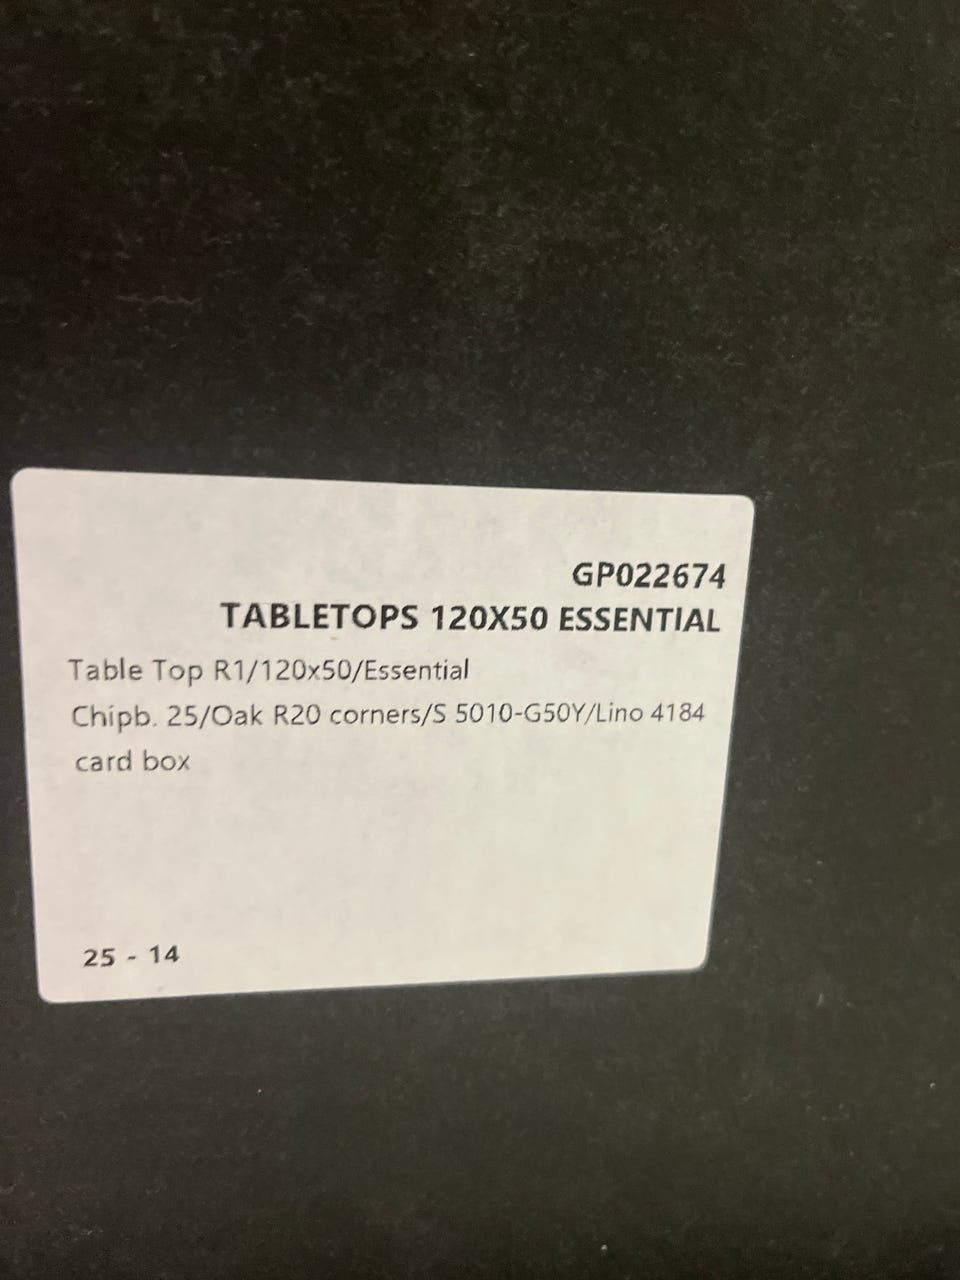 GP022674
TABLETOPS 120X50 ESSENTIAL
Table Top R1/120x50/Essential
Chipb. 25/Oak R20 corners/S 5010-G50Y/Lino 4184
card box
25 - 14